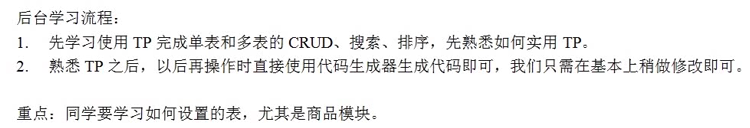 后台学习流程：
1. 先学习使用 TP 完成单表和多表的 CRUD、搜索、排序，先熟悉如何实用 TP。
2. 熟悉 TP 之后，以后再操作时直接使用代码生成器生成代码即可，我们只需在基本上稍做修改即可。
重点：同学要学习如何设置的表，尤其是商品模块。